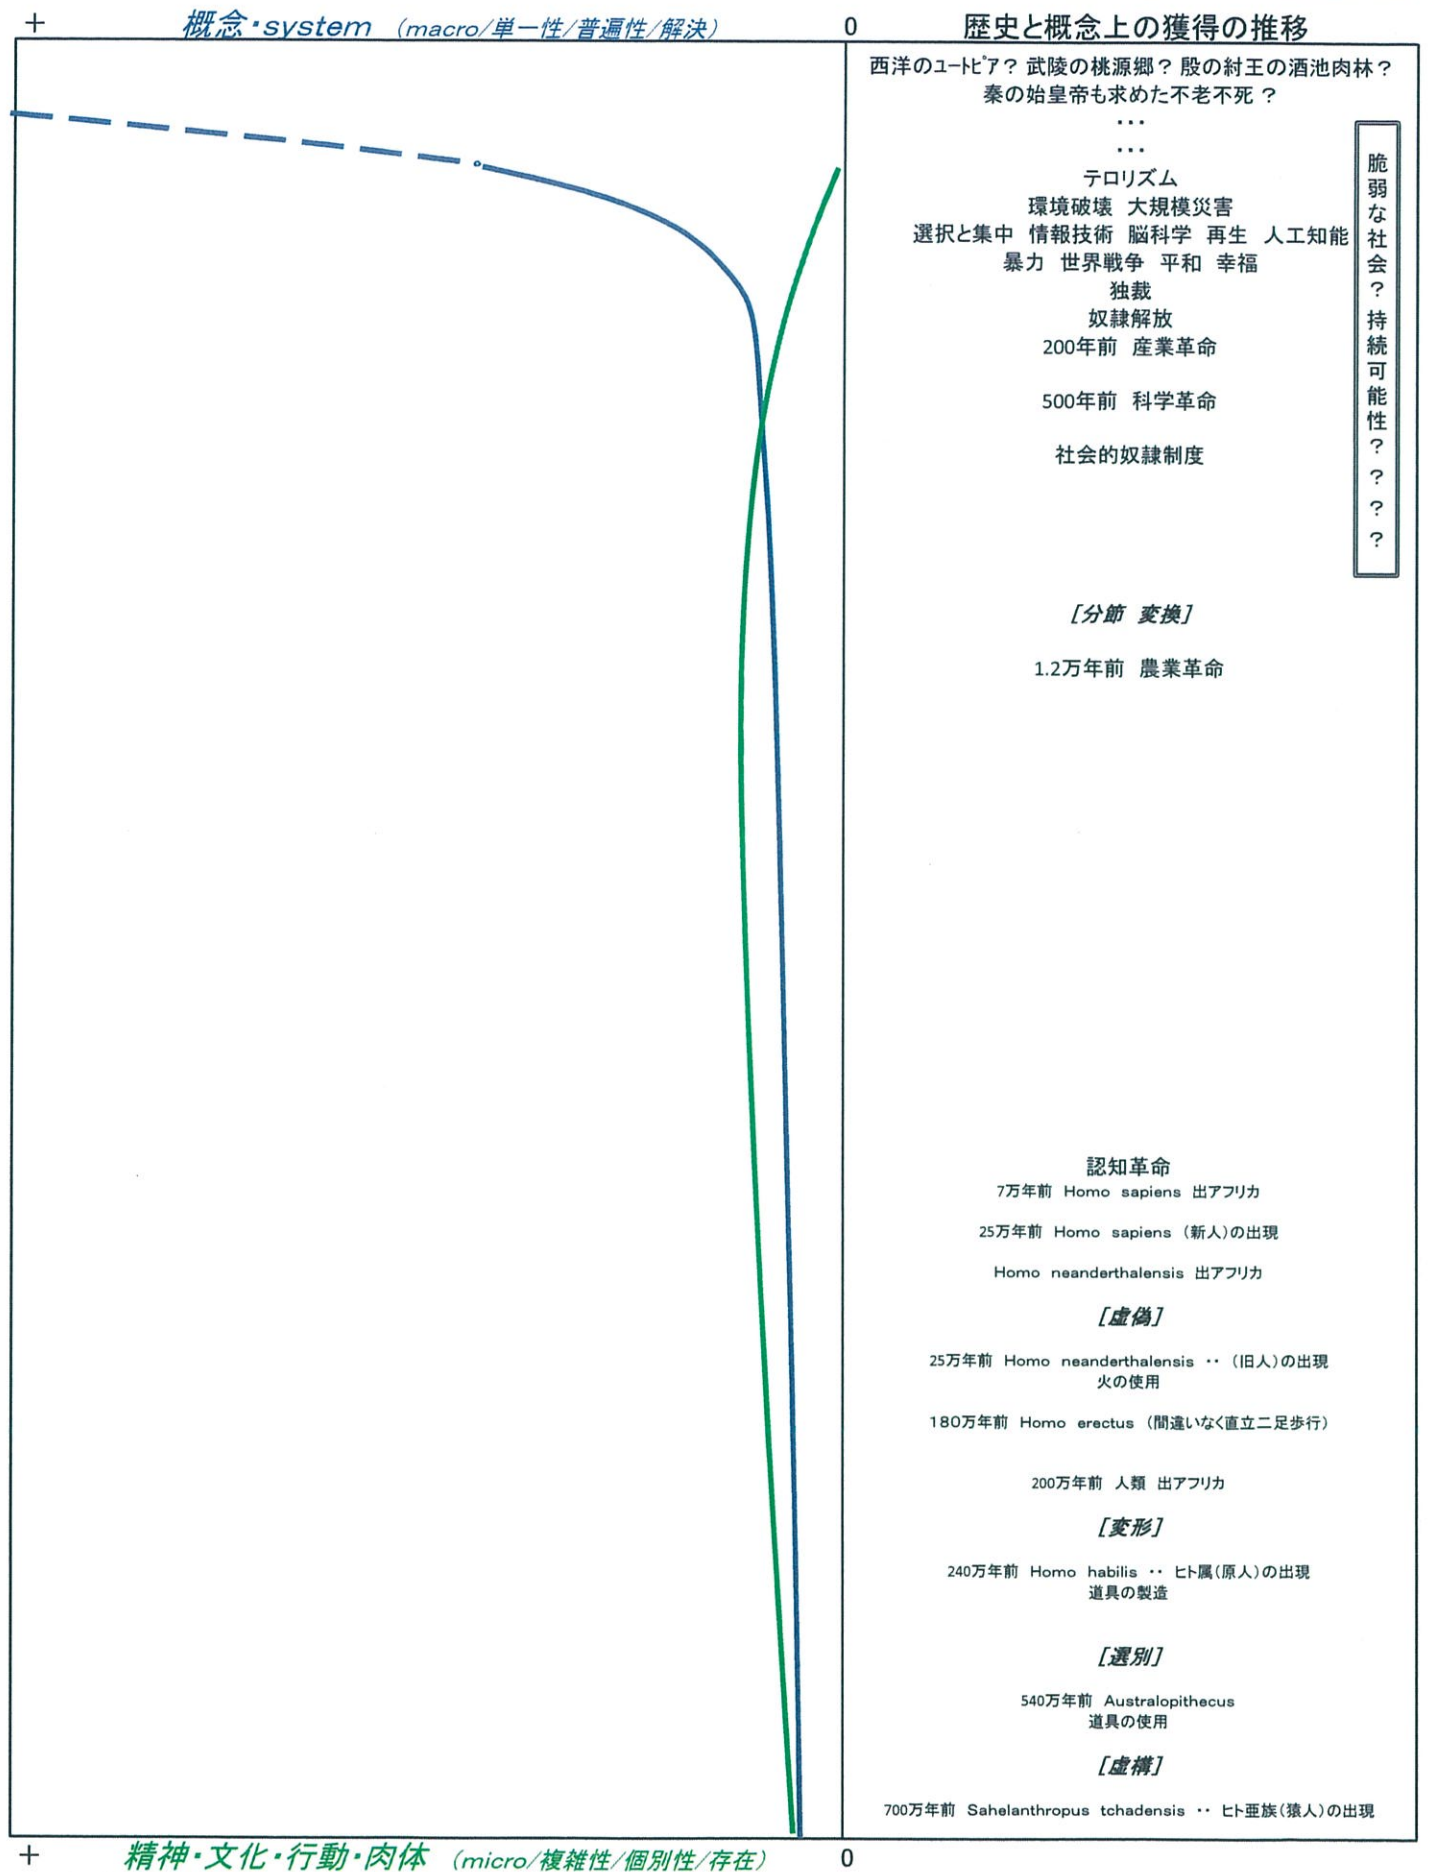 + 概念・system (macro/単一性/普遍性/解決) 0 歴史と概念上の獲得の推移
西洋のユートピア？ 武陵の桃源郷？ 殷の紂王の酒池肉林？
秦の始皇帝も求めた不老不死 ？
…
…
テロリズム
環境破壊 大規模災害
選択と集中 情報技術 脳科学 再生 人工知能
暴力 世界戦争 平和 幸福
独裁
奴隷解放
200年前 産業革命
500年前 科学革命
社会的奴隷制度
脆弱な社会？ 持続可能性？？？？
[分節 変換]
1.2万年前 農業革命
認知革命
7万年前 Homo sapiens 出アフリカ
25万年前 Homo sapiens (新人)の出現
Homo neanderthalensis 出アフリカ
[虚偽]
25万年前 Homo neanderthalensis ‥ (旧人)の出現
火の使用
180万年前 Homo erectus (間違いなく直立二足歩行)
200万年前 人類 出アフリカ
[変形]
240万年前 Homo habilis ‥ ヒト属(原人)の出現
道具の製造
[選別]
540万年前 Australopithecus
道具の使用
[虚構]
700万年前 Sahelanthropus tchadensis ‥ ヒト亜族(猿人)の出現
+ 精神・文化・行動・肉体 (micro/複雑性/個別性/存在) 0